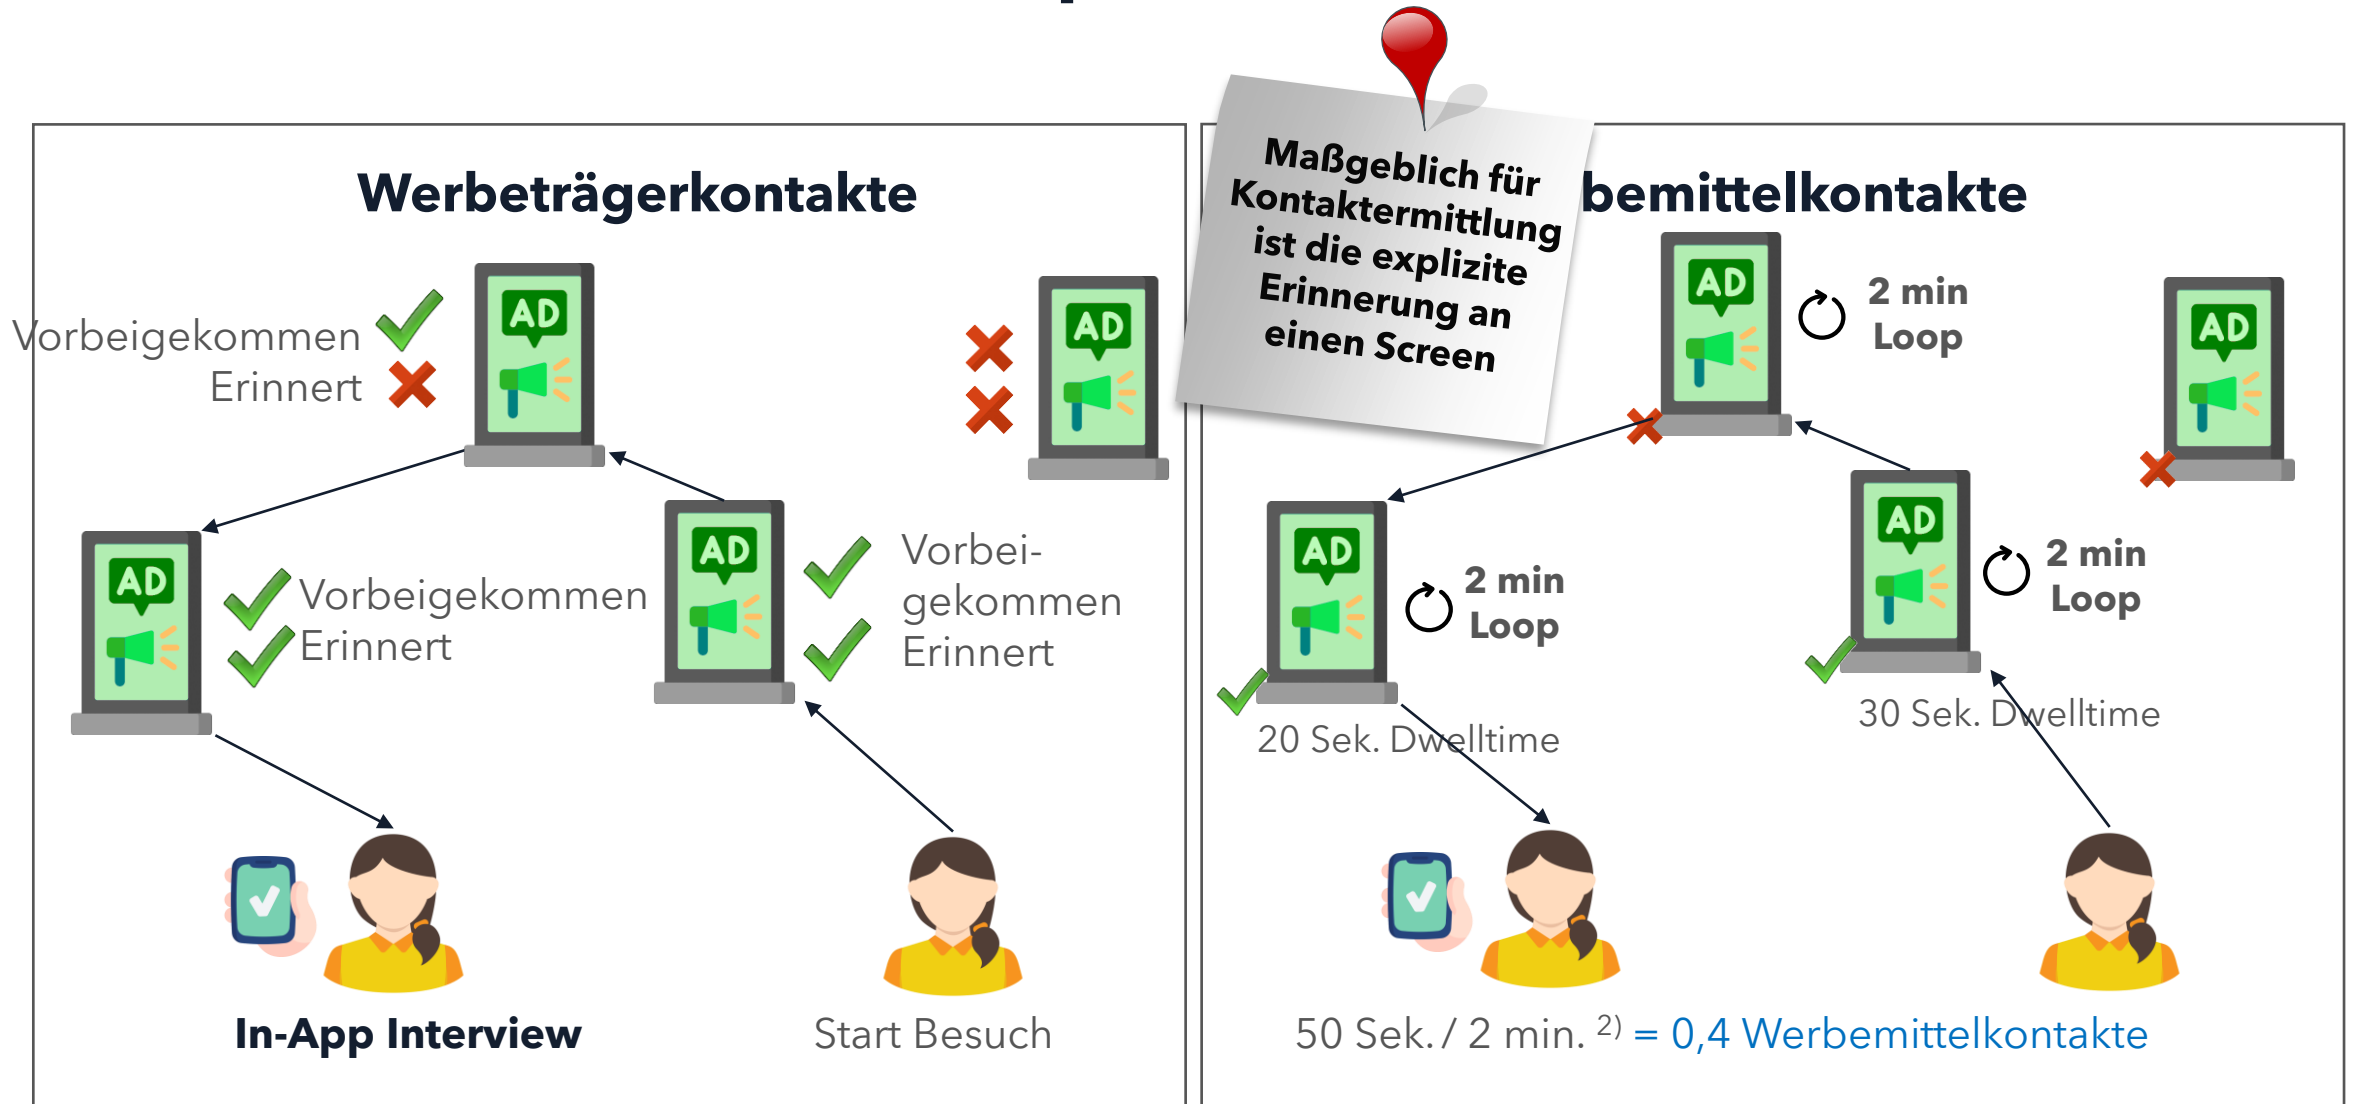 Werbeträgerkontakte
AD
Vorbeigekommen
Erinnert
AD
AD
Vorbeigekommen
Erinnert
AD
Vorbei-
gekommen
Erinnert
In-App Interview
Start Besuch
Maßgeblich für
Kontaktermittlung
ist die explizite
Erinnerung an
einen Screen
bemittelkontakte
AD
2 min
Loop
AD
AD
2 min
Loop
20 Sek. Dwelltime
AD
2 min
Loop
30 Sek. Dwelltime
50 Sek. / 2 min. 2) = 0,4 Werbemittelkontakte